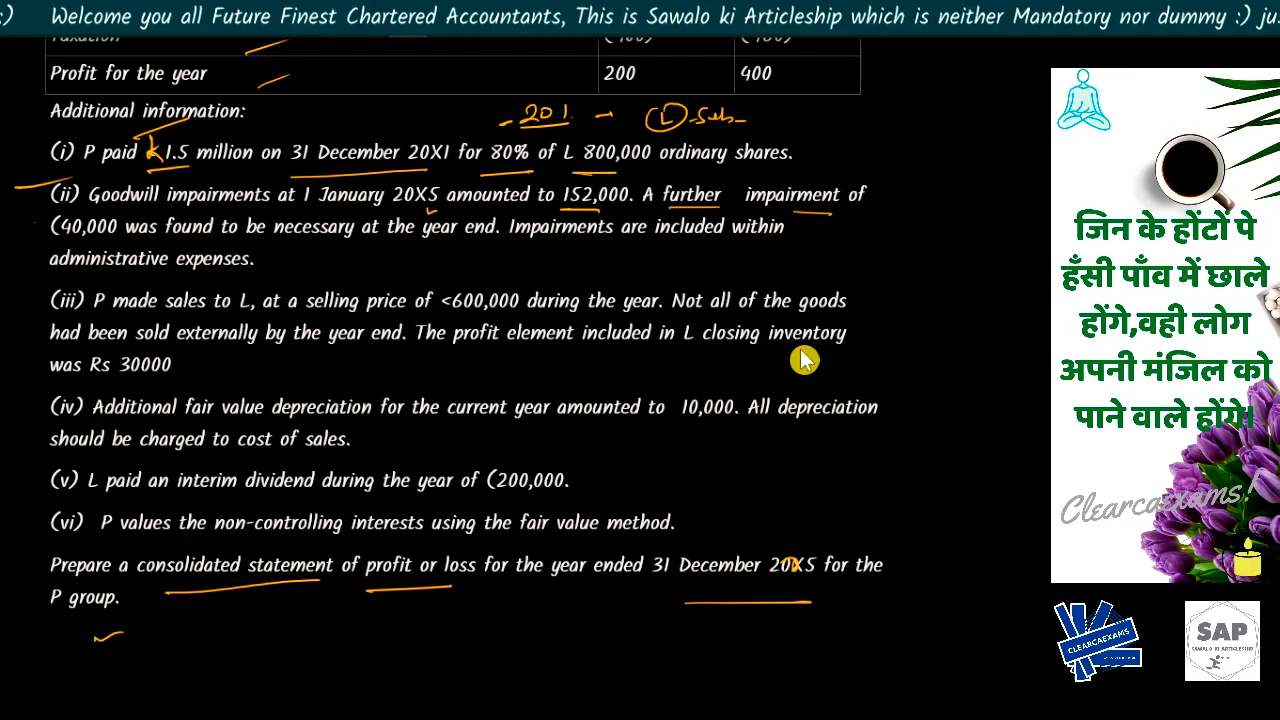 :) Welcome you all Future Finest Chartered Accountants, This is Sawalo ki Articleship which is neither Mandatory nor dummy :) jus
Taxation
Profit for the year 200 400
Additional information:
20% → L Sub
(i) P paid 1.5 million on 31 December 20X1 for 80% of L 800,000 ordinary shares.
(ii) Goodwill impairments at 1 January 20X5 amounted to 152,000. A further impairment of
(40,000 was found to be necessary at the year end. Impairments are included within
administrative expenses.
(iii) P made sales to L, at a selling price of <600,000 during the year. Not all of the goods
had been sold externally by the year end. The profit element included in L closing inventory
was Rs 30000
(iv) Additional fair value depreciation for the current year amounted to 10,000. All depreciation
should be charged to cost of sales.
(v) L paid an interim dividend during the year of (200,000.
(vi) P values the non-controlling interests using the fair value method.
Prepare a consolidated statement of profit or loss for the year ended 31 December 20X5 for the
P group.
जिन के होंटों पे
हँसी पाँव में छाले
होंगे,वही लोग
अपनी मंजिल को
पाने वाले होंगे।
Clearcaexams!
CLEARCAEXAMS
SAP
SAWALO KI ARTICLESHIP